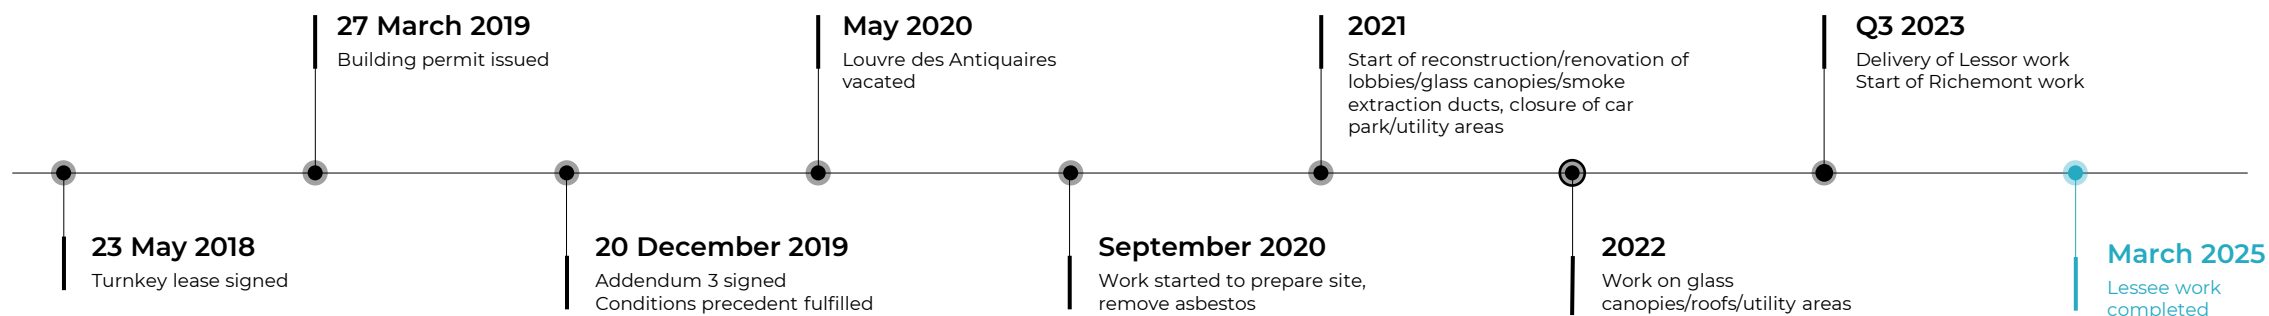 27 March 2019
Building permit issued
May 2020
Louvre des Antiquaires
vacated
2021
Start of reconstruction/renovation of
lobbies/glass canopies/smoke
extraction ducts, closure of car
park/utility areas
Q3 2023
Delivery of Lessor work
Start of Richemont work
23 May 2018
Turnkey lease signed
20 December 2019
Addendum 3 signed
Conditions precedent fulfilled
September 2020
Work started to prepare site,
remove asbestos
2022
Work on glass
canopies/roofs/utility areas
March 2025
Lessee work
completed